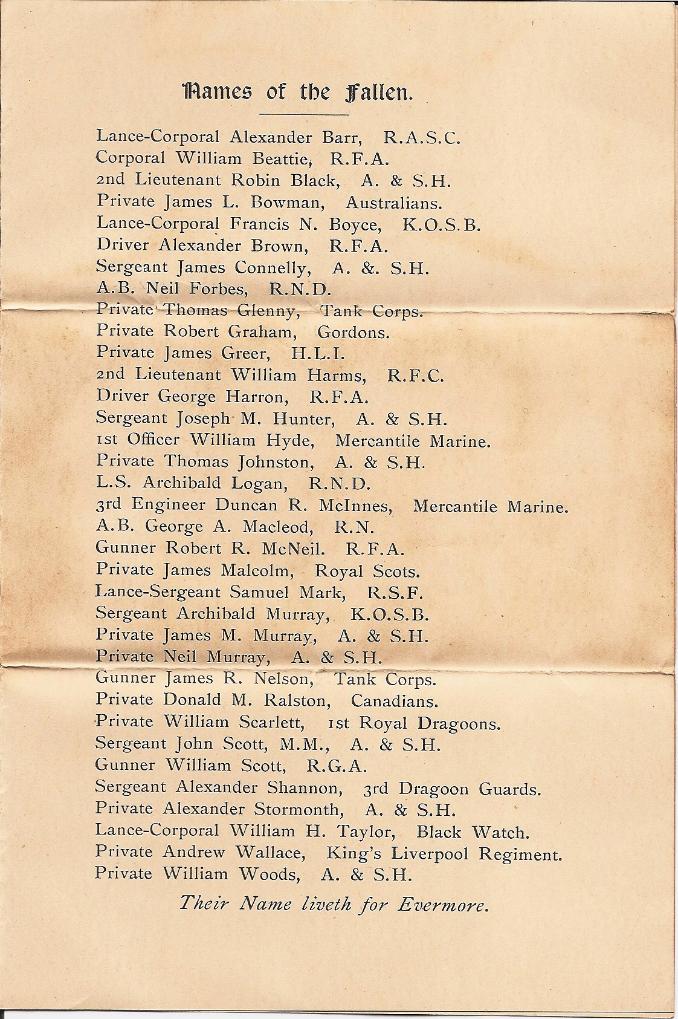 Names of the Fallen.
Lance-Corporal Alexander Barr, R.A.S.C.
Corporal William Beattie, R.F.A.
2nd Lieutenant Robin Black, A. & S.H.
Private James L. Bowman, Australians.
Lance-Corporal Francis N. Boyce, K.O.S.B.
Driver Alexander Brown, R.F.A.
Sergeant James Connelly, A. &. S.H.
A.B. Neil Forbes, R.N.D.
Private Thomas Glenny, Tank Corps.
Private Robert Graham, Gordons.
Private James Greer, H.L.I.
2nd Lieutenant William Harms, R.F.C.
Driver George Harron, R.F.A.
Sergeant Joseph M. Hunter, A. & S.H.
1st Officer William Hyde, Mercantile Marine.
Private Thomas Johnston, A. & S.H.
L.S. Archibald Logan, R.N.D.
3rd Engineer Duncan R. McInnes, Mercantile Marine.
A.B. George A. Macleod, R.N.
Gunner Robert R. McNeil. R.F.A.
Private James Malcolm, Royal Scots.
Lance-Sergeant Samuel Mark, R.S.F.
Sergeant Archibald Murray, K.O.S.B.
Private James M. Murray, A. & S.H.
Private Neil Murray, A. & S.H.
Gunner James R. Nelson, Tank Corps.
Private Donald M. Ralston, Canadians.
Private William Scarlett, 1st Royal Dragoons.
Sergeant John Scott, M.M., A. & S.H.
Gunner William Scott, R.G.A.
Sergeant Alexander Shannon, 3rd Dragoon Guards.
Private Alexander Stormonth, A. & S.H.
Lance-Corporal William H. Taylor, Black Watch.
Private Andrew Wallace, King's Liverpool Regiment.
Private William Woods, A. & S.H.
Their Name liveth for Evermore.